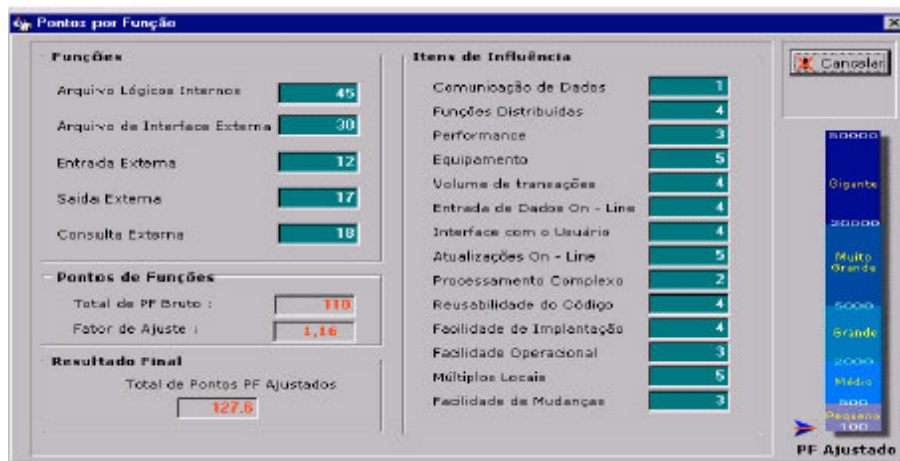 Pontos por Função
Funções
Arquivo Lógicos Internos 45
Arquivo de Interface Externa 30
Entrada Externa 12
Saída Externa 17
Consulta Externa 18
Pontos de Funções
Total de PF Bruto : 110
Fator de Ajuste : 1,16
Resultado Final
Total de Pontos PF Ajustados
127,6
Itens de Influência
Comunicação de Dados 1
Funções Distribuídas 4
Performance 3
Equipamento 5
Volume de transações 4
Entrada de Dados On - Line 4
Interface com o Usuário 4
Atualizações On - Line 5
Processamento Complexo 2
Reusabilidade do Código 4
Facilidade de Implantação 4
Facilidade Operacional 3
Múltiplos Locais 5
Facilidade de Mudanças 3
Cancelar
Gigante
20000
Muito
Grande
5000
Grande
2000
Médio
500
Pequeno
100
PF Ajustado